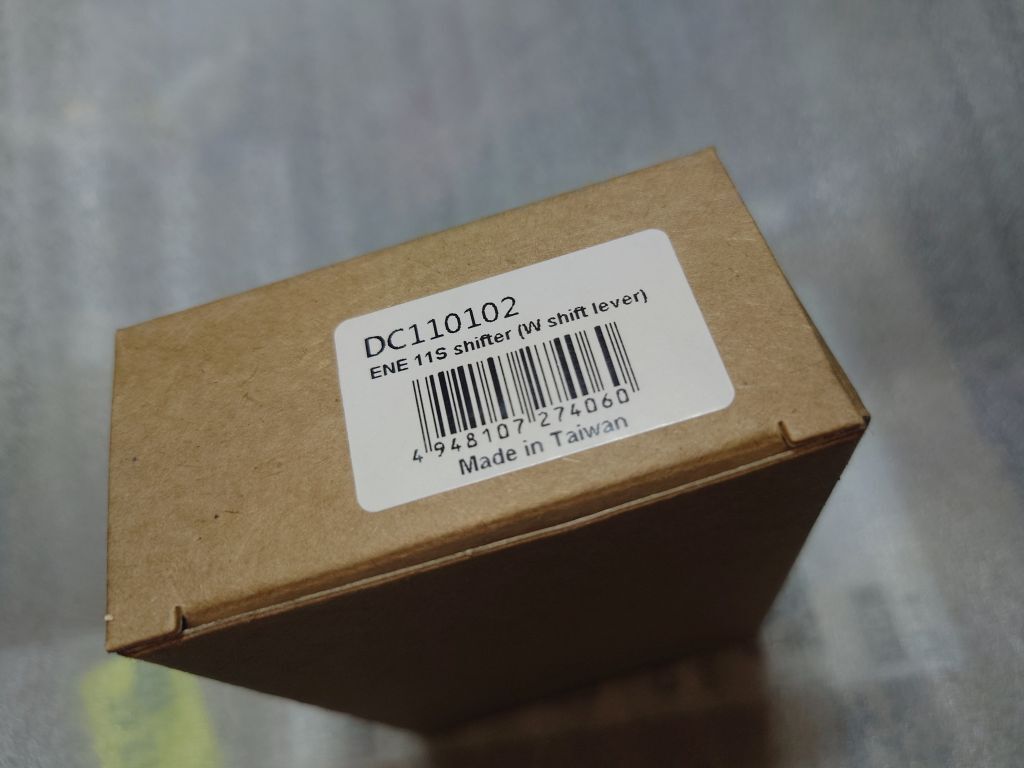 DC110102
ENE 11S shifter (W shift lever)
4 948107 274060
Made in Taiwan